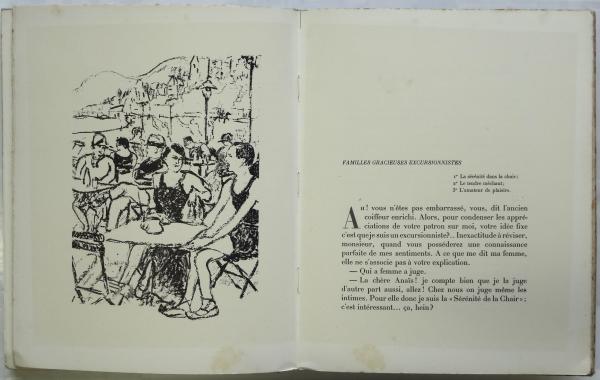 FAMILLES GRACIEUSES EXCURSIONNISTES
1º La sérénité dans la chair;
2º Le tendre méchant;
3º L'amateur de plaisirs.
AH! vous n'êtes pas embarrassé, vous, dit l'ancien
coiffeur enrichi. Alors, pour condenser les appré-
ciations de votre patron sur moi, votre idée fixe
c'est que je suis un excursionniste?... Inexactitude à réviser,
monsieur, quand vous posséderez une connaissance
parfaite de mes sentiments. A ce que me dit ma femme,
elle ne s'associe pas à votre explication.
— Qui a femme a juge.
— La chère Anaïs! je compte bien que je la juge
d'autre part aussi, allez! Chez nous on juge même les
intimes. Pour elle donc je suis la «Sérénité de la Chair»;
c'est intéressant... ça, hein?